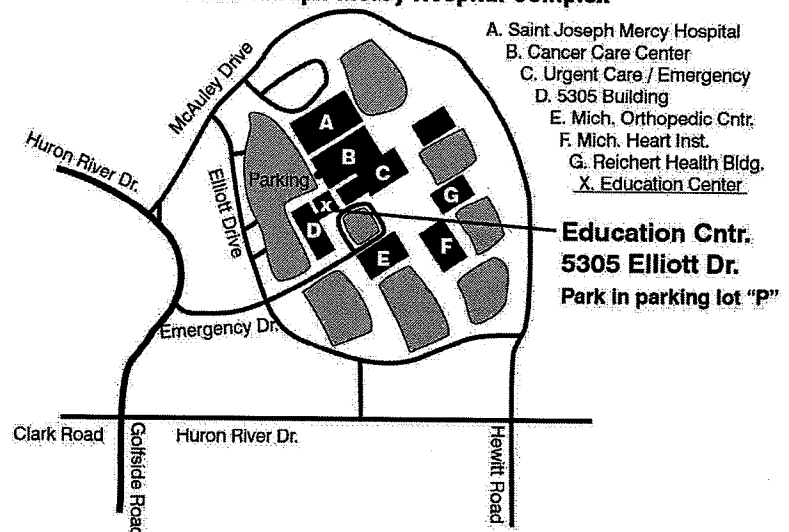 A. Saint Joseph Mercy Hospital
B. Cancer Care Center
C. Urgent Care / Emergency
D. 5305 Building
E. Mich. Orthopedic Cntr.
F. Mich. Heart Inst.
G. Reichert Health Bldg.
X. Education Center
McAuley Drive
Huron River Dr.
Elliott Drive
Parking
A
B
C
X
D
E
F
G
Education Cntr.
5305 Elliott Dr.
Park in parking lot "P"
Emergency Dr.
Clark Road
Golfside Road
Huron River Dr.
Hewitt Road